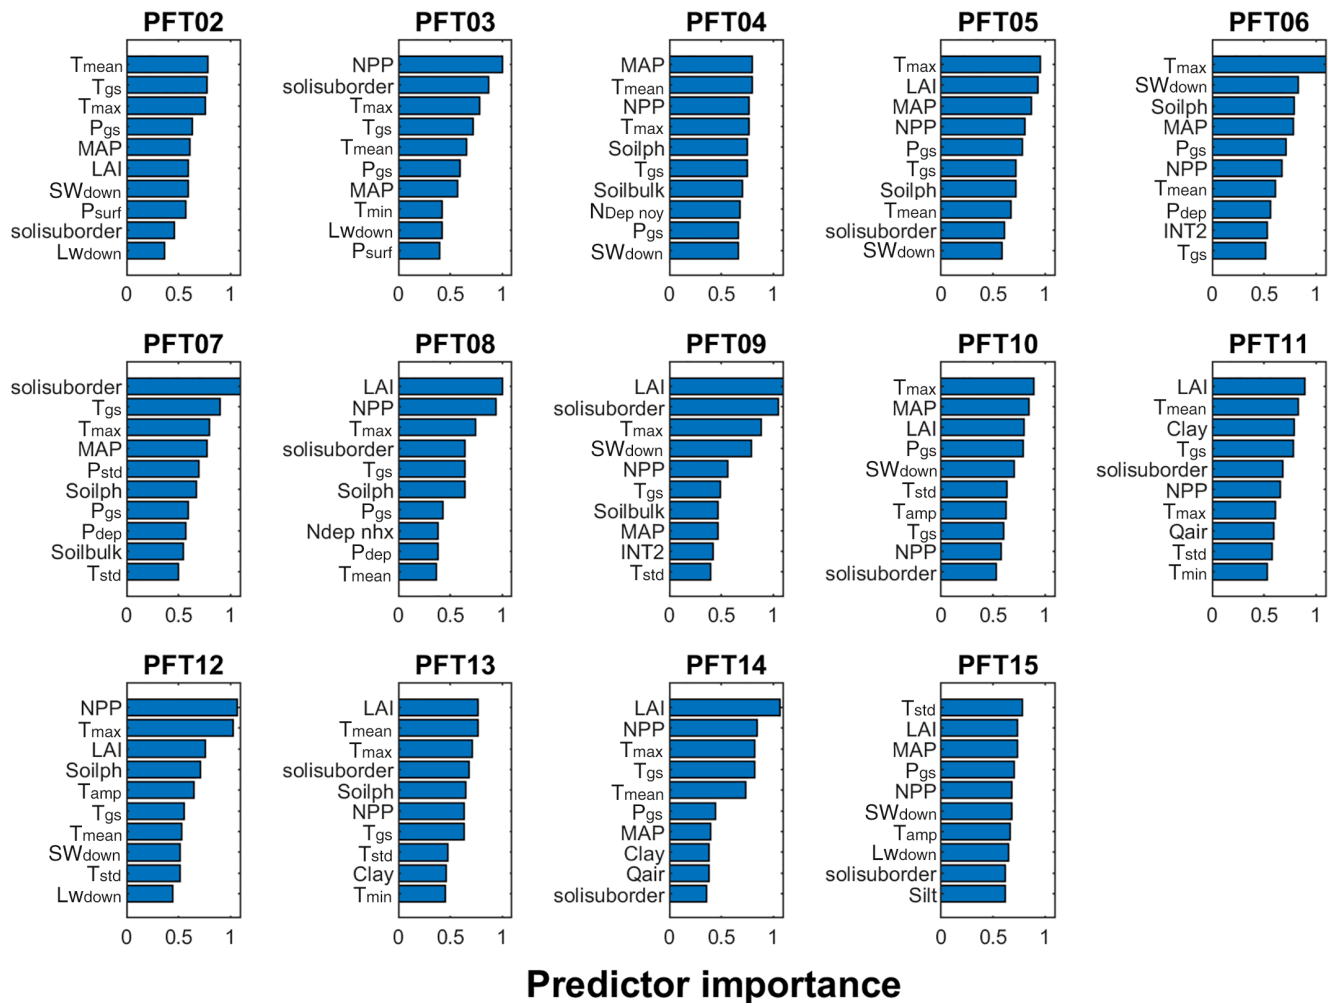 PFT02
Tmean
Tgs
Tmax
Pgs
MAP
LAI
SWdown
Psurf
solisuborder
Lwdown
0 0.5 1
PFT03
NPP
solisuborder
Tmax
Tgs
Tmean
Pgs
MAP
Tmin
Lwdown
Psurf
0 0.5 1
PFT04
MAP
Tmean
NPP
Tmax
Soilph
Tgs
Soilbulk
NDep noy
Pgs
SWdown
0 0.5 1
PFT05
Tmax
LAI
MAP
NPP
Pgs
Tgs
Soilph
Tmean
solisuborder
SWdown
0 0.5 1
PFT06
Tmax
SWdown
Soilph
MAP
Pgs
NPP
Tmean
Pdep
INT2
Tgs
0 0.5 1
PFT07
solisuborder
Tgs
Tmax
MAP
Pstd
Soilph
Pgs
Pdep
Soilbulk
Tstd
0 0.5 1
PFT08
LAI
NPP
Tmax
solisuborder
Tgs
Soilph
Pgs
Ndep nhx
Pdep
Tmean
0 0.5 1
PFT09
LAI
solisuborder
Tmax
SWdown
NPP
Tgs
Soilbulk
MAP
INT2
Tstd
0 0.5 1
PFT10
Tmax
MAP
LAI
Pgs
SWdown
Tstd
Tamp
Tgs
NPP
solisuborder
0 0.5 1
PFT11
LAI
Tmean
Clay
Tgs
solisuborder
NPP
Tmax
Qair
Tstd
Tmin
0 0.5 1
PFT12
NPP
Tmax
LAI
Soilph
Tamp
Tgs
Tmean
SWdown
Tstd
Lwdown
0 0.5 1
PFT13
LAI
Tmean
Tmax
solisuborder
Soilph
NPP
Tgs
Tstd
Clay
Tmin
0 0.5 1
PFT14
LAI
NPP
Tmax
Tgs
Tmean
Pgs
MAP
Clay
Qair
solisuborder
0 0.5 1
PFT15
Tstd
LAI
MAP
Pgs
NPP
SWdown
Tamp
Lwdown
solisuborder
Silt
0 0.5 1
Predictor importance